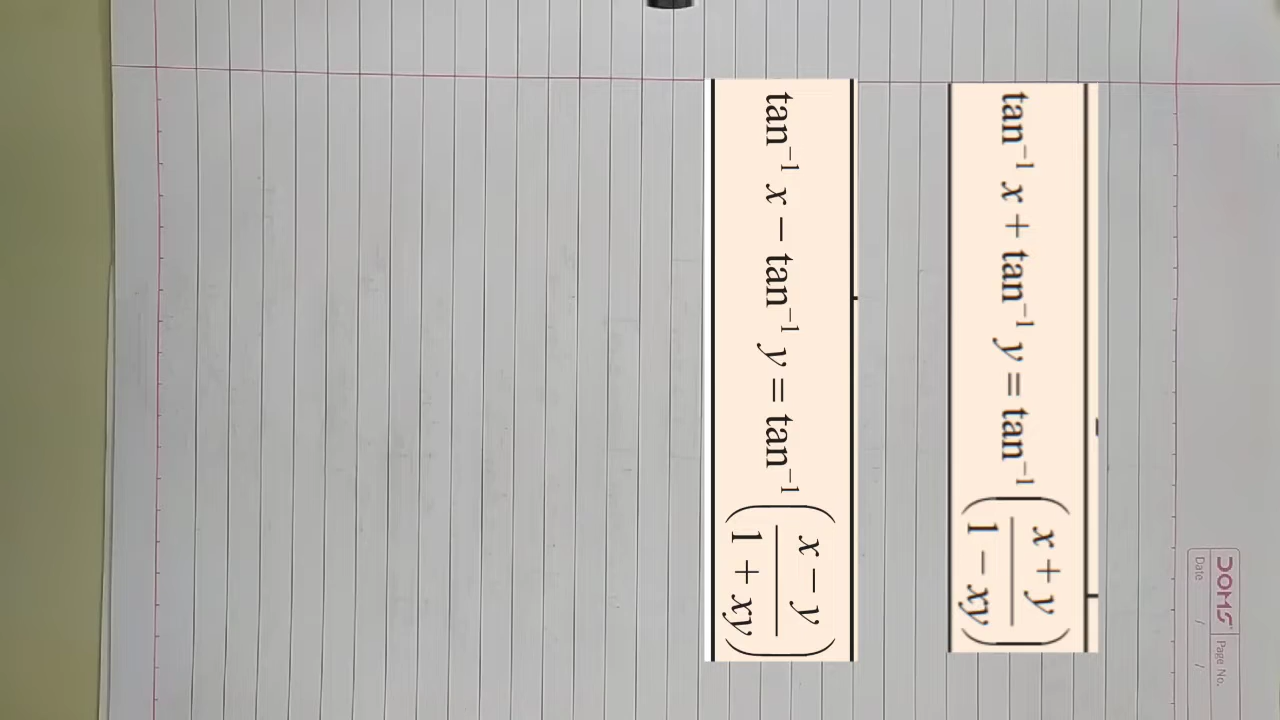 DOMS Page No.
Date / /
tan⁻¹ x + tan⁻¹ y = tan⁻¹ ((x + y)/(1 − xy))
tan⁻¹ x − tan⁻¹ y = tan⁻¹ ((x − y)/(1 + xy))